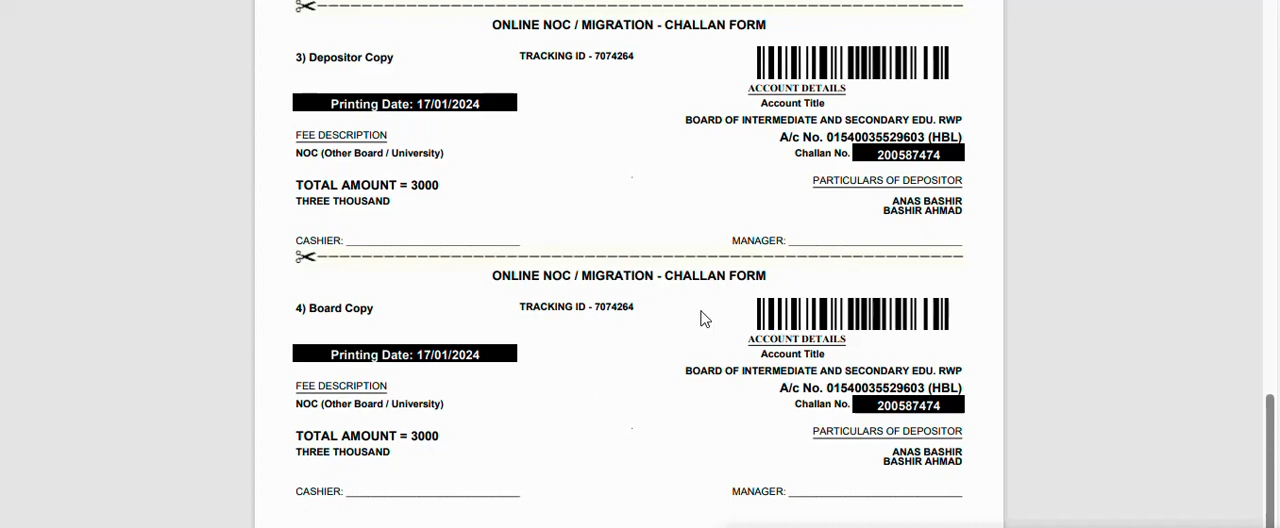 ONLINE NOC / MIGRATION - CHALLAN FORM
3) Depositor Copy
TRACKING ID - 7074264
ACCOUNT DETAILS
Printing Date: 17/01/2024
Account Title
BOARD OF INTERMEDIATE AND SECONDARY EDU. RWP
FEE DESCRIPTION
A/c No. 01540035529603 (HBL)
NOC (Other Board / University)
Challan No. 200587474
TOTAL AMOUNT = 3000
PARTICULARS OF DEPOSITOR
THREE THOUSAND
ANAS BASHIR
BASHIR AHMAD
CASHIER: ________________
MANAGER: ________________
ONLINE NOC / MIGRATION - CHALLAN FORM
4) Board Copy
TRACKING ID - 7074264
ACCOUNT DETAILS
Printing Date: 17/01/2024
Account Title
BOARD OF INTERMEDIATE AND SECONDARY EDU. RWP
FEE DESCRIPTION
A/c No. 01540035529603 (HBL)
NOC (Other Board / University)
Challan No. 200587474
TOTAL AMOUNT = 3000
PARTICULARS OF DEPOSITOR
THREE THOUSAND
ANAS BASHIR
BASHIR AHMAD
CASHIER: ________________
MANAGER: ________________